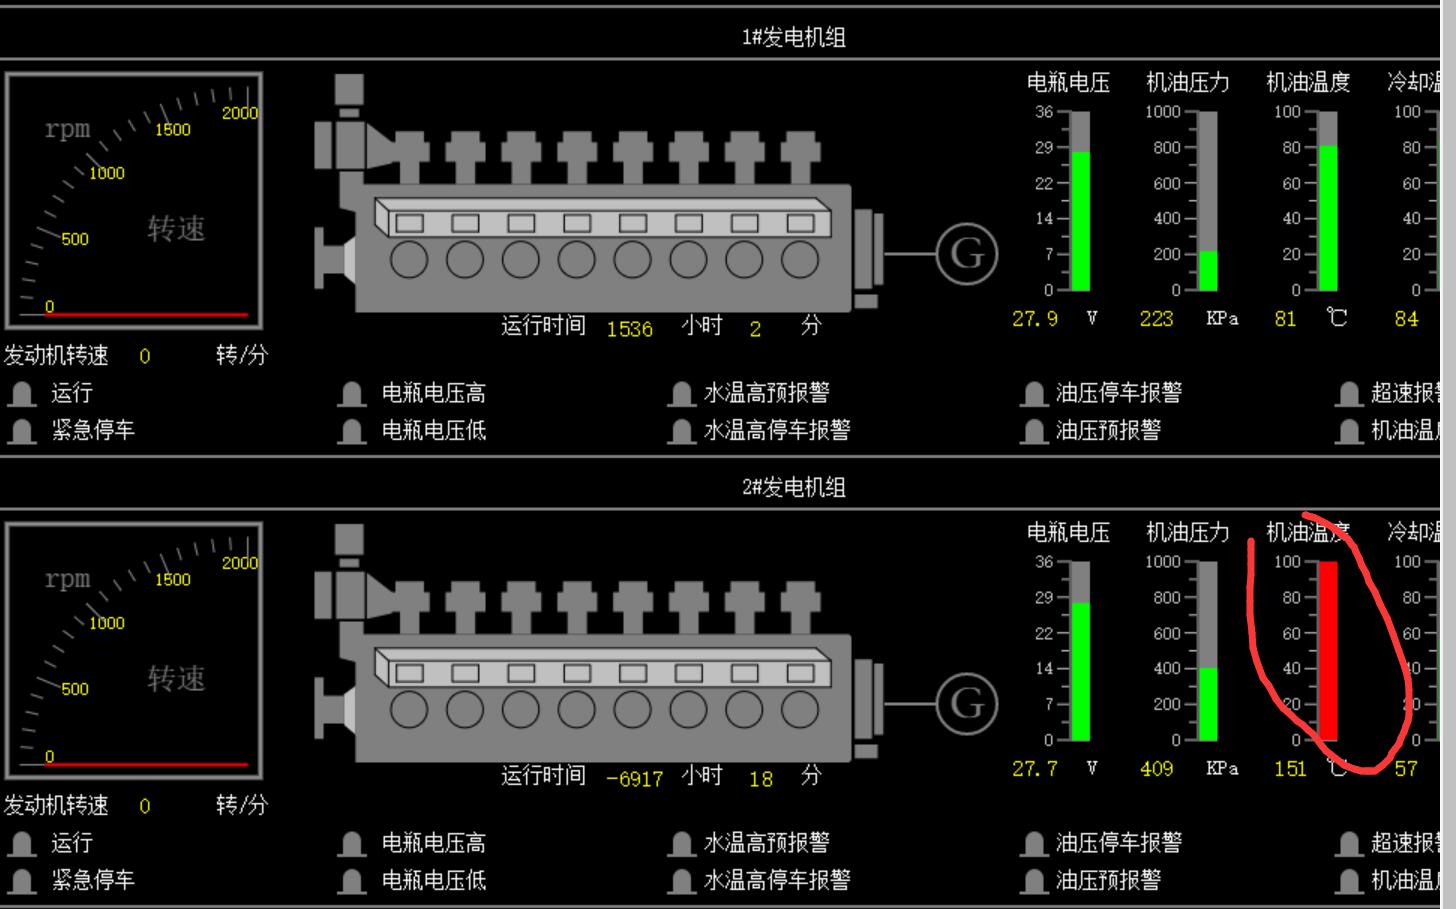 1#发电机组
电瓶电压 机油压力 机油温度 冷却温
36 1000 100 100
29 800 80 80
22 600 60 60
14 400 40 40
7 200 20 20
0 0 0 0
27.9 V 223 KPa 81 ℃ 84
2000
rpm 1500
1000
转速
500
0
G
运行时间 1536 小时 2 分
发动机转速 0 转/分
运行 电瓶电压高 水温高预报警 油压停车报警 超速报
紧急停车 电瓶电压低 水温高停车报警 油压预报警 机油温
2#发电机组
电瓶电压 机油压力 机油温度 冷却温
36 1000 100 100
29 800 80 80
22 600 60 60
14 400 40 40
7 200 20 20
0 0 0 0
27.7 V 409 KPa 151 ℃ 57
2000
rpm 1500
1000
转速
500
0
G
运行时间 -6917 小时 18 分
发动机转速 0 转/分
运行 电瓶电压高 水温高预报警 油压停车报警 超速报
紧急停车 电瓶电压低 水温高停车报警 油压预报警 机油温